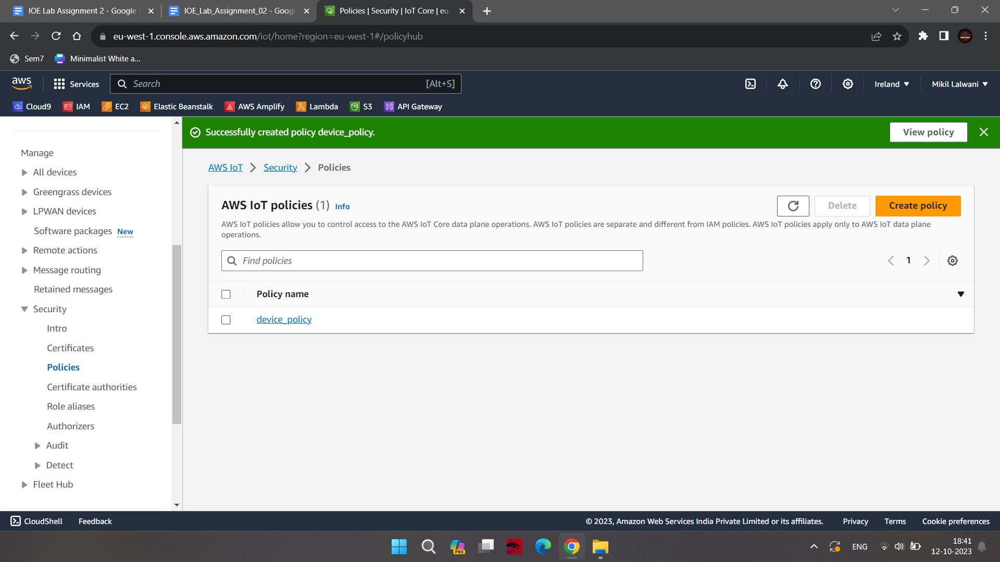 IOE Lab Assignment 2 - Google
IOE_Lab_Assignment_02 - Goog
Policies | Security | IoT Core | eu-
eu-west-1.console.aws.amazon.com/iot/home?region=eu-west-1#/policyhub
Sem7
Minimalist White a...
aws
Services
Search
[Alt+S]
Ireland
Mikil Lalwani
Cloud9
IAM
EC2
Elastic Beanstalk
AWS Amplify
Lambda
S3
API Gateway
Manage
All devices
Greengrass devices
LPWAN devices
Software packages New
Remote actions
Message routing
Retained messages
Security
Intro
Certificates
Policies
Certificate authorities
Role aliases
Authorizers
Audit
Detect
Fleet Hub
Successfully created policy device_policy.
View policy
AWS IoT
Security
Policies
AWS IoT policies (1) Info
Delete
Create policy
AWS IoT policies allow you to control access to the AWS IoT Core data plane operations. AWS IoT policies are separate and different from IAM policies. AWS IoT policies apply only to AWS IoT data plane
operations.
Find policies
1
Policy name
device_policy
CloudShell
Feedback
© 2023, Amazon Web Services India Private Limited or its affiliates.
Privacy
Terms
Cookie preferences
PRE
ENG
18:41
12-10-2023